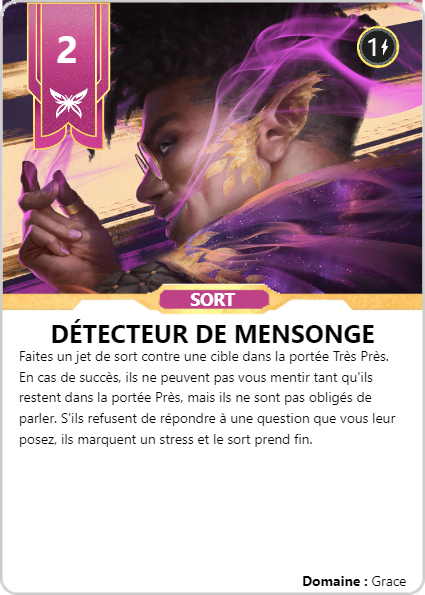 2
1
SORT
DÉTECTEUR DE MENSONGE
Faites un jet de sort contre une cible dans la portée Très Près.
En cas de succès, ils ne peuvent pas vous mentir tant qu'ils
restent dans la portée Près, mais ils ne sont pas obligés de
parler. S'ils refusent de répondre à une question que vous leur
posez, ils marquent un stress et le sort prend fin.
Domaine : Grace